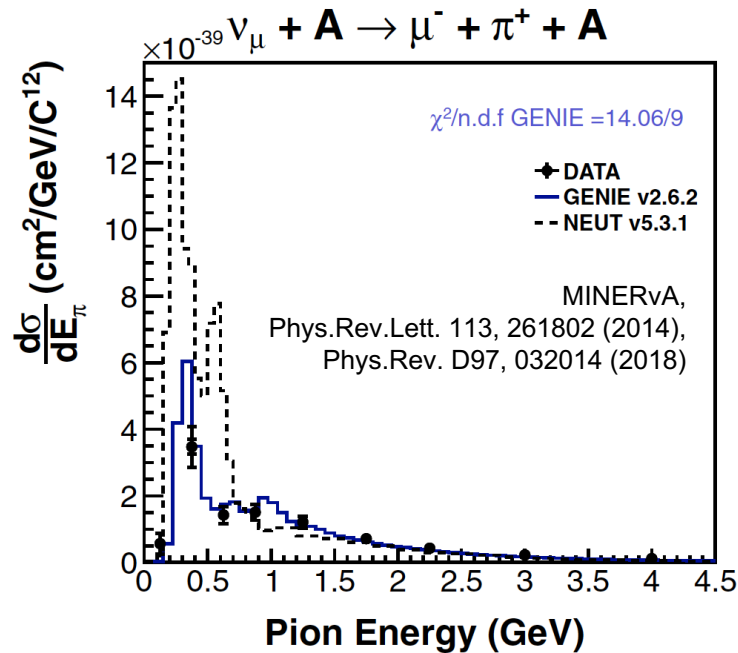 ×10⁻³⁹ νμ + A → μ⁻ + π⁺ + A
dσ/dEπ (cm²/GeV/C¹²)
χ²/n.d.f GENIE =14.06/9
DATA
GENIE v2.6.2
NEUT v5.3.1
MINERvA,
Phys.Rev.Lett. 113, 261802 (2014),
Phys.Rev. D97, 032014 (2018)
14
12
10
8
6
4
2
0
0 0.5 1 1.5 2 2.5 3 3.5 4 4.5
Pion Energy (GeV)